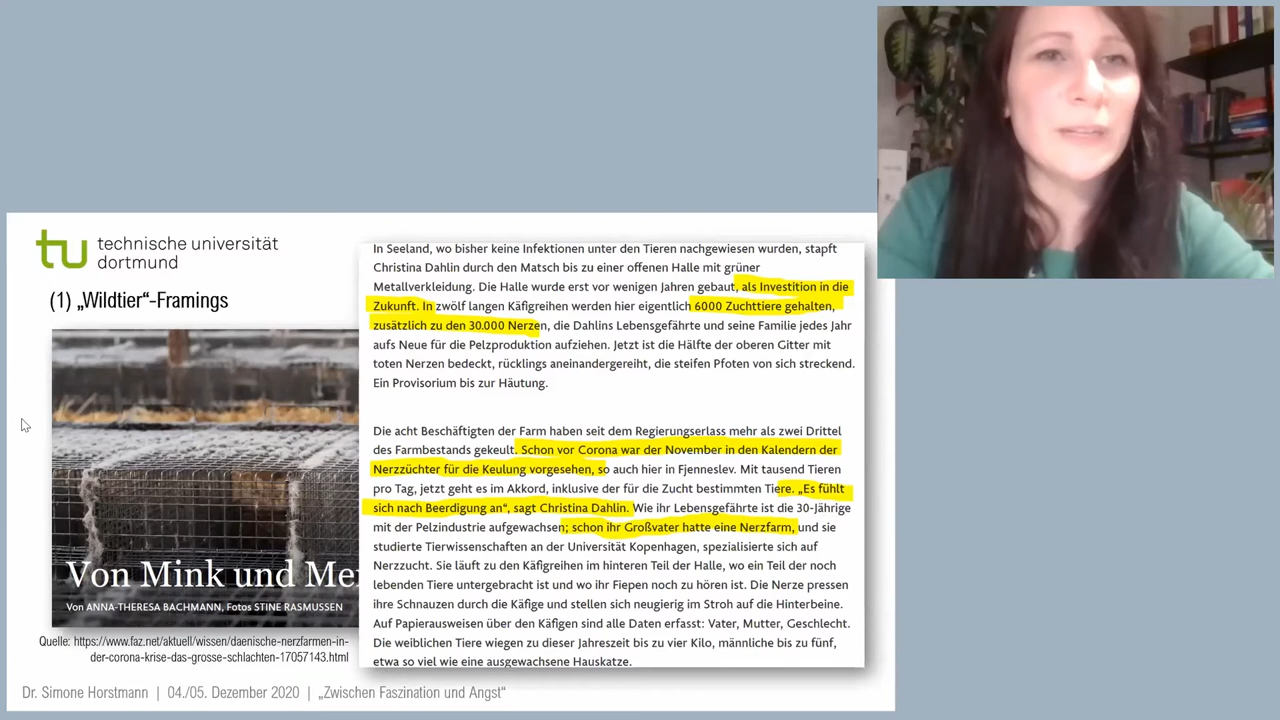 technische universität
dortmund
(1) „Wildtier“-Framings
Von Mink und Me
Von ANNA-THERESA BACHMANN, Fotos STINE RASMUSSEN
Quelle: https://www.faz.net/aktuell/wissen/daenische-nerzfarmen-in-
der-corona-krise-das-grosse-schlachten-17057143.html
In Seeland, wo bisher keine Infektionen unter den Tieren nachgewiesen wurden, stapft
Christina Dahlin durch den Matsch bis zu einer offenen Halle mit grüner
Metallverkleidung. Die Halle wurde erst vor wenigen Jahren gebaut, als Investition in die
Zukunft. In zwölf langen Käfigreihen werden hier eigentlich 6000 Zuchttiere gehalten,
zusätzlich zu den 30.000 Nerzen, die Dahlins Lebensgefährte und seine Familie jedes Jahr
aufs Neue für die Pelzproduktion aufziehen. Jetzt ist die Hälfte der oberen Gitter mit
toten Nerzen bedeckt, rücklings aneinandergereiht, die steifen Pfoten von sich streckend.
Ein Provisorium bis zur Häutung.
Die acht Beschäftigten der Farm haben seit dem Regierungserlass mehr als zwei Drittel
des Farmbestands gekeult. Schon vor Corona war der November in den Kalendern der
Nerzzüchter für die Keulung vorgesehen, so auch hier in Fjenneslev. Mit tausend Tieren
pro Tag, jetzt geht es im Akkord, inklusive der für die Zucht bestimmten Tiere. „Es fühlt
sich nach Beerdigung an“, sagt Christina Dahlin. Wie ihr Lebensgefährte ist die 30-Jährige
mit der Pelzindustrie aufgewachsen; schon ihr Großvater hatte eine Nerzfarm, und sie
studierte Tierwissenschaften an der Universität Kopenhagen, spezialisierte sich auf
Nerzzucht. Sie läuft zu den Käfigreihen im hinteren Teil der Halle, wo ein Teil der noch
lebenden Tiere untergebracht ist und wo ihr Fiepen noch zu hören ist. Die Nerze pressen
ihre Schnauzen durch die Käfige und stellen sich neugierig im Stroh auf die Hinterbeine.
Auf Papierausweisen über den Käfigen sind alle Daten erfasst: Vater, Mutter, Geschlecht.
Die weiblichen Tiere wiegen zu dieser Jahreszeit bis zu vier Kilo, männliche bis zu fünf,
etwa so viel wie eine ausgewachsene Hauskatze.
Dr. Simone Horstmann | 04./05. Dezember 2020 | „Zwischen Faszination und Angst“